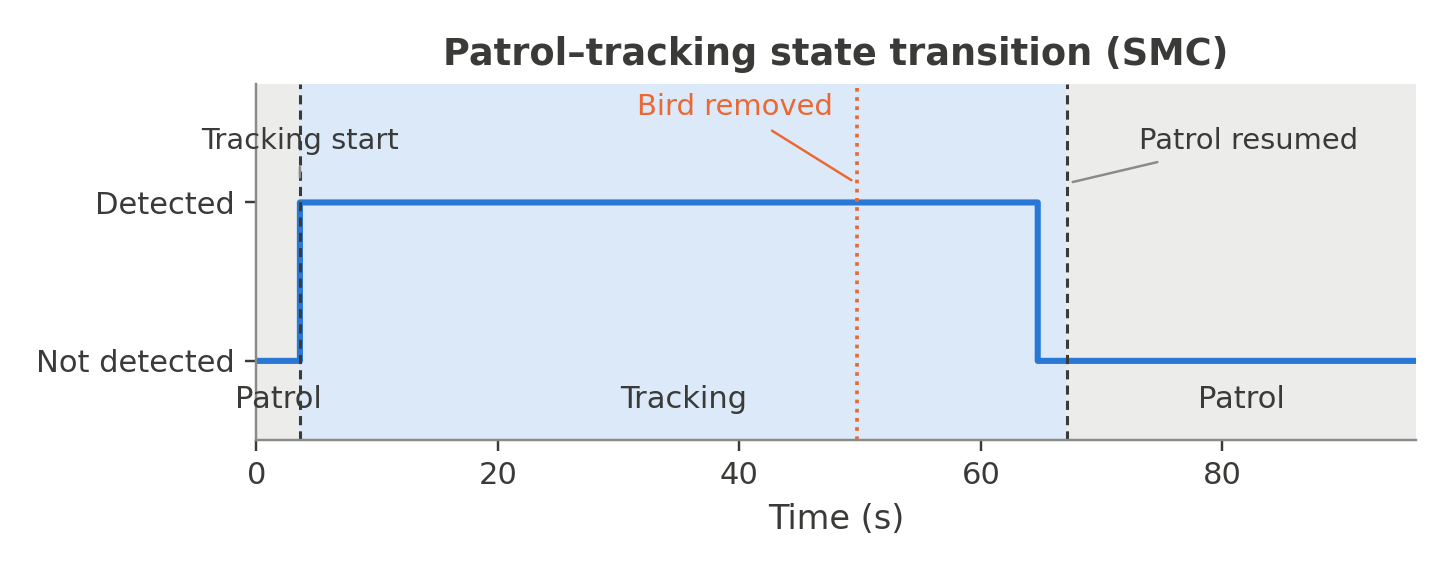 Patrol–tracking state transition (SMC)
Bird removed
Tracking start
Patrol resumed
Detected
Not detected
Patrol
Tracking
Patrol
0
20
40
60
80
Time (s)